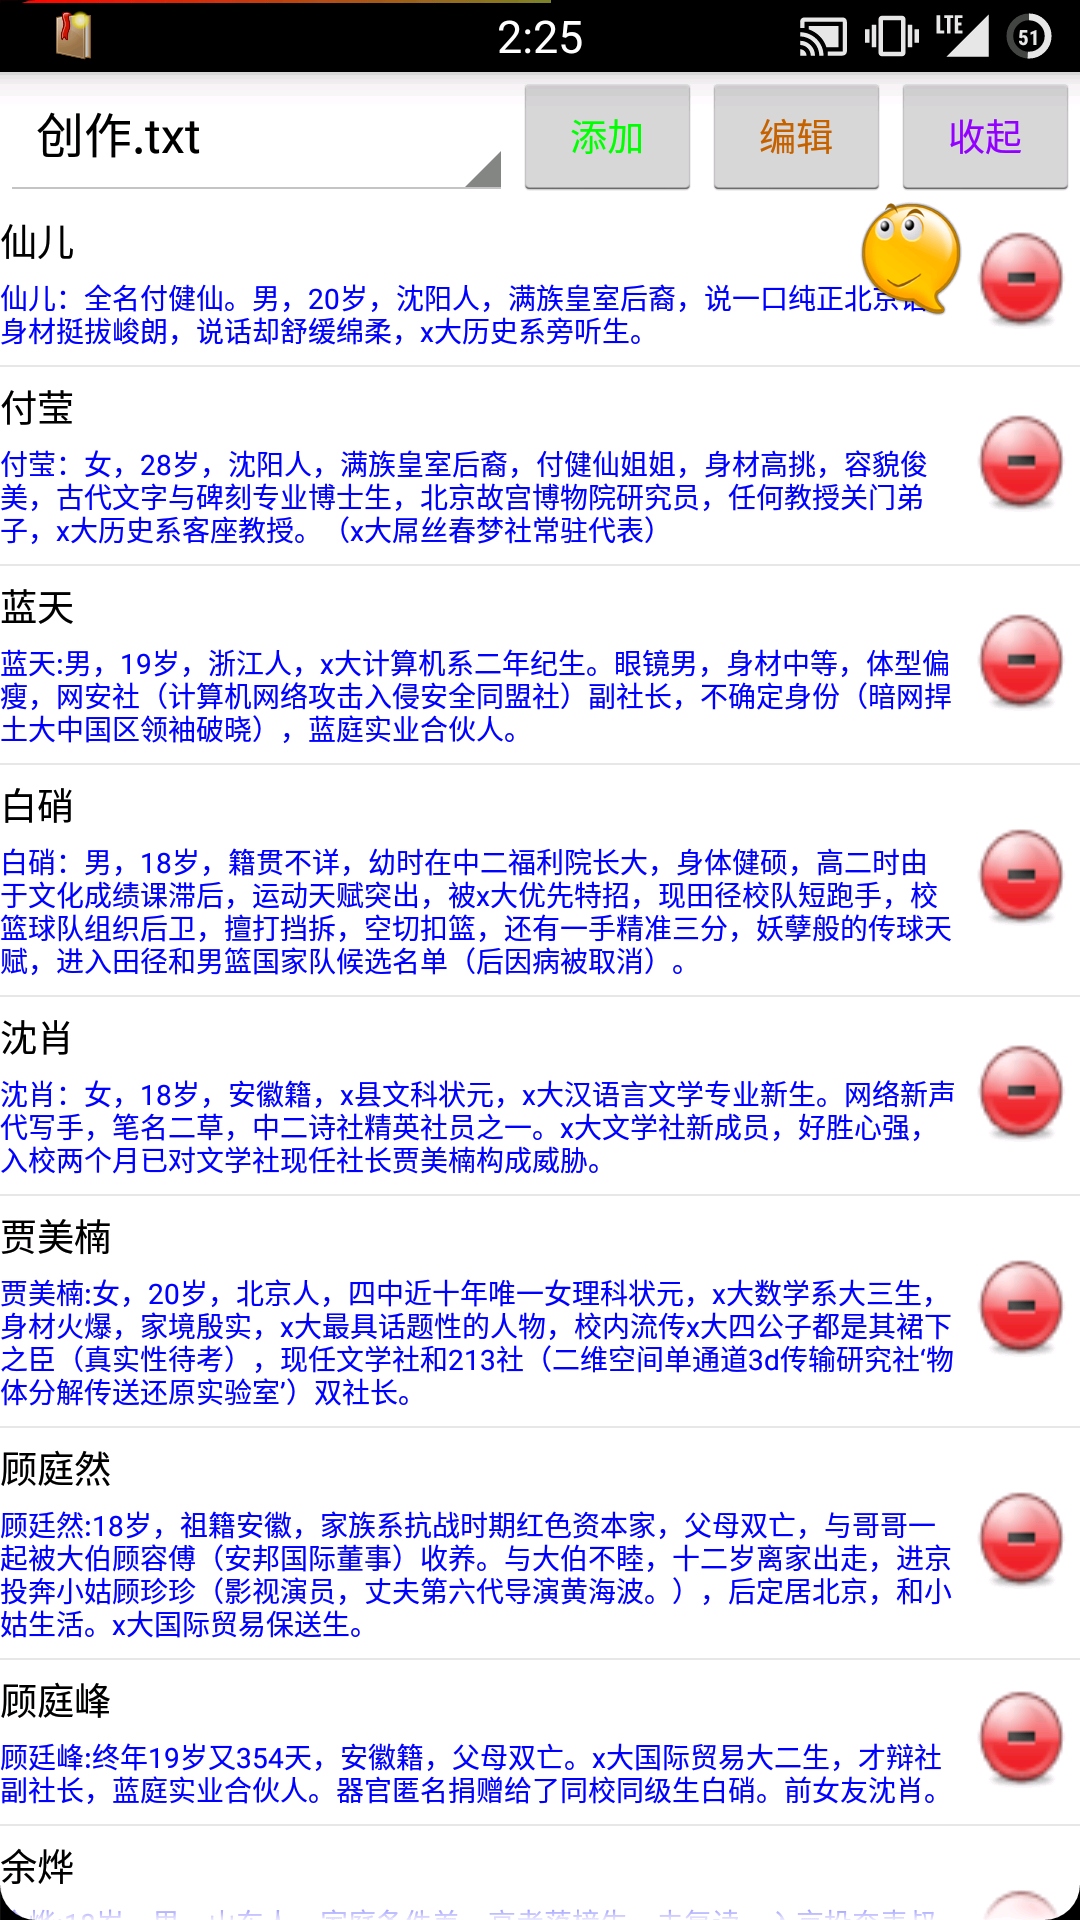 2:25
LTE
51
创作.txt
添加
编辑
收起
仙儿
仙儿：全名付健仙。男，20岁，沈阳人，满族皇室后裔，说一口纯正北京
身材挺拔峻朗，说话却舒缓绵柔，x大历史系旁听生。
付莹
付莹：女，28岁，沈阳人，满族皇室后裔，付健仙姐姐，身材高挑，容貌俊
美，古代文字与碑刻专业博士生，北京故宫博物院研究员，任何教授关门弟
子，x大历史系客座教授。（x大屌丝春梦社常驻代表）
蓝天
蓝天:男，19岁，浙江人，x大计算机系二年纪生。眼镜男，身材中等，体型偏
瘦，网安社（计算机网络攻击入侵安全同盟社）副社长，不确定身份（暗网捍
土大中国区领袖破晓），蓝庭实业合伙人。
白硝
白硝：男，18岁，籍贯不详，幼时在中二福利院长大，身体健硕，高二时由
于文化成绩课滞后，运动天赋突出，被x大优先特招，现田径校队短跑手，校
篮球队组织后卫，擅打挡拆，空切扣篮，还有一手精准三分，妖孽般的传球天
赋，进入田径和男篮国家队候选名单（后因病被取消）。
沈肖
沈肖：女，18岁，安徽籍，x县文科状元，x大汉语言文学专业新生。网络新声
代写手，笔名二草，中二诗社精英社员之一。x大文学社新成员，好胜心强，
入校两个月已对文学社现任社长贾美楠构成威胁。
贾美楠
贾美楠:女，20岁，北京人，四中近十年唯一女理科状元，x大数学系大三生，
身材火爆，家境殷实，x大最具话题性的人物，校内流传x大四公子都是其裙下
之臣（真实性待考），现任文学社和213社（二维空间单通道3d传输研究社‘物
体分解传送还原实验室’）双社长。
顾庭然
顾廷然:18岁，祖籍安徽，家族系抗战时期红色资本家，父母双亡，与哥哥一
起被大伯顾容傅（安邦国际董事）收养。与大伯不睦，十二岁离家出走，进京
投奔小姑顾珍珍（影视演员，丈夫第六代导演黄海波。），后定居北京，和小
姑生活。x大国际贸易保送生。
顾庭峰
顾廷峰:终年19岁又354天，安徽籍，父母双亡。x大国际贸易大二生，才辩社
副社长，蓝庭实业合伙人。器官匿名捐赠给了同校同级生白硝。前女友沈肖。
余烨